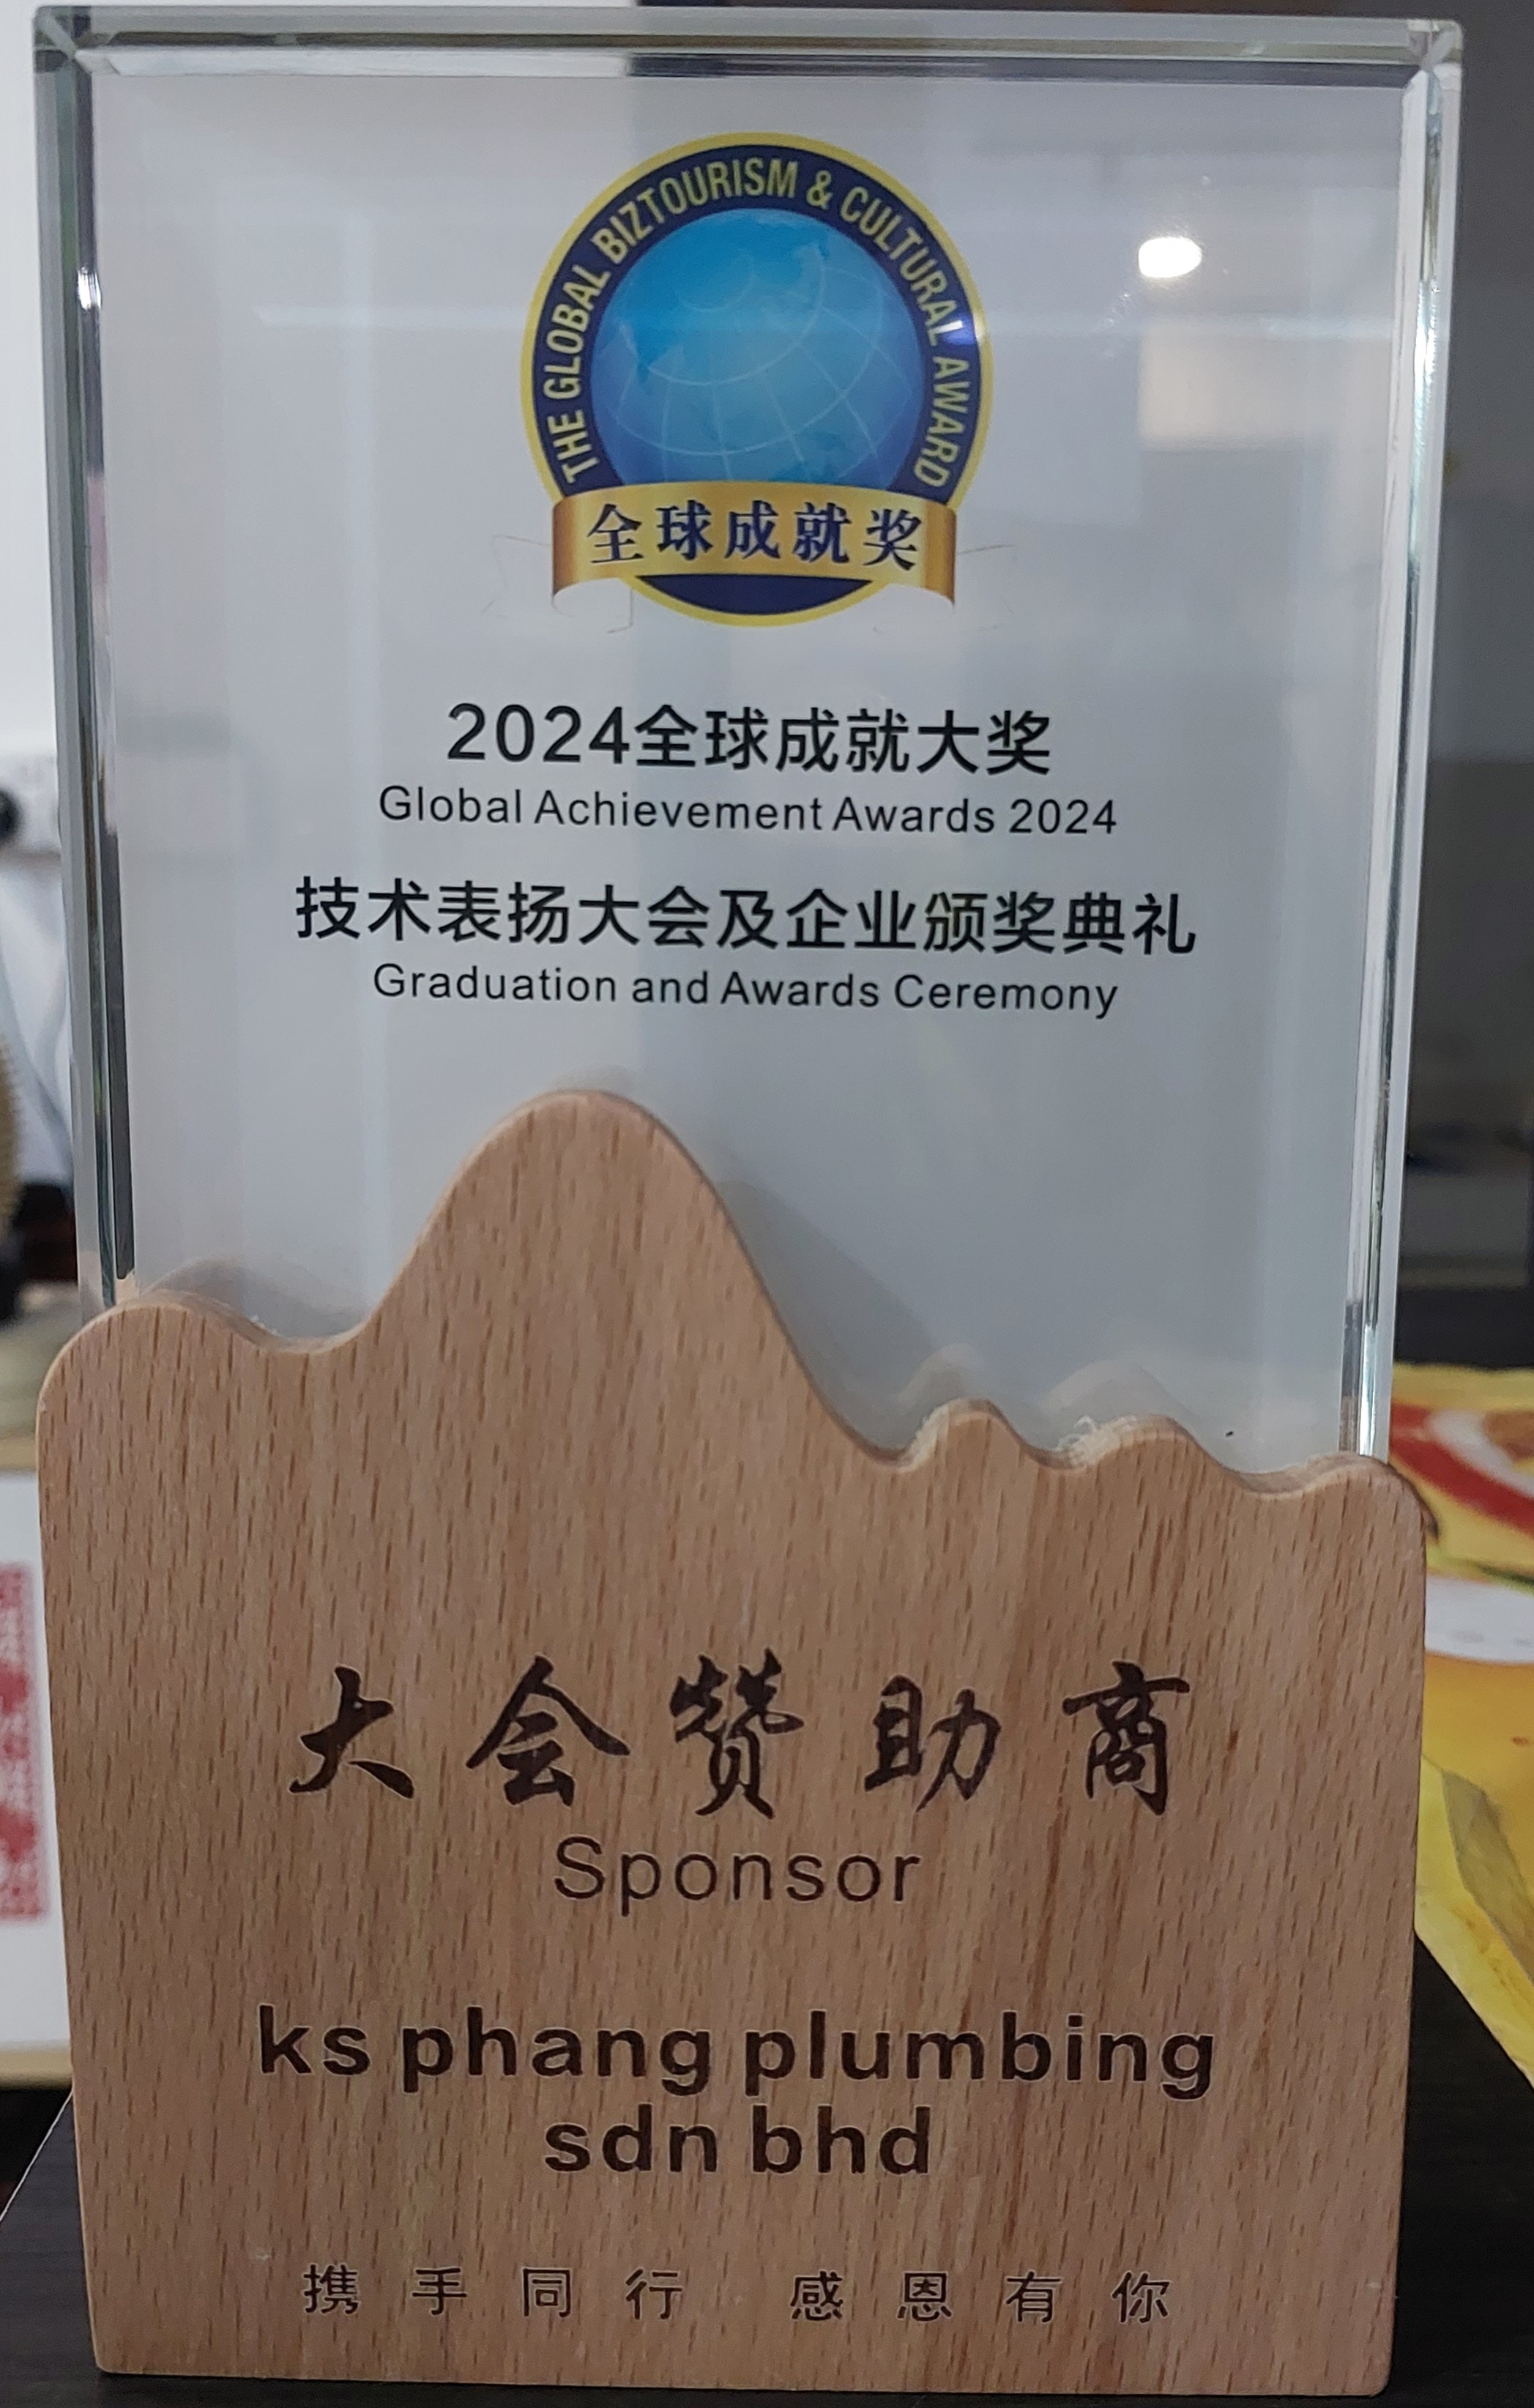 THE GLOBAL BIZTOURISM & CULTURAL AWARD
全球成就奖
2024全球成就大奖
Global Achievement Awards 2024
技术表扬大会及企业颁奖典礼
Graduation and Awards Ceremony
大会赞助商
Sponsor
ks phang plumbing
sdn bhd
携手同行 感恩有你